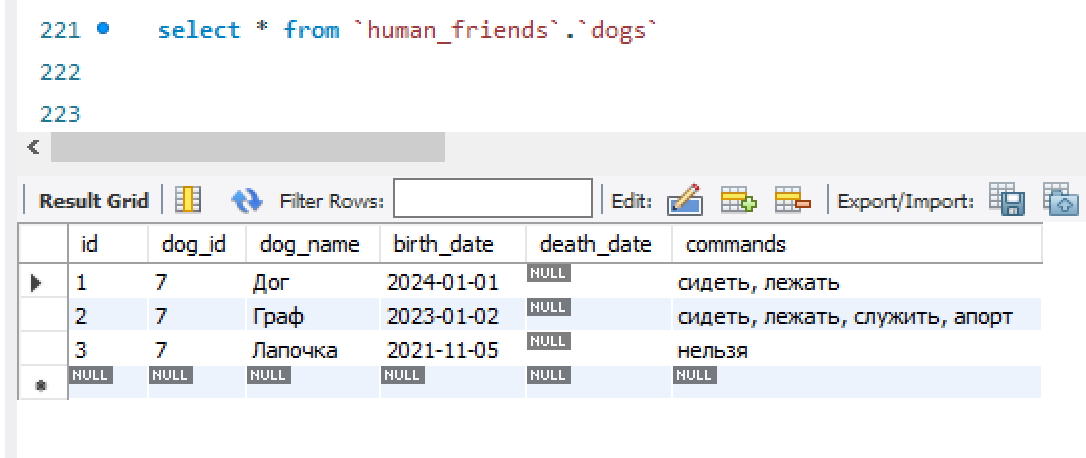 221 select * from `human_friends`.`dogs`
222
223
Result Grid Filter Rows: Edit: Export/Import:
id dog_id dog_name birth_date death_date commands
1 7 Дог 2024-01-01 NULL сидеть, лежать
2 7 Граф 2023-01-02 NULL сидеть, лежать, служить, апорт
3 7 Лапочка 2021-11-05 NULL нельзя
NULL NULL NULL NULL NULL NULL